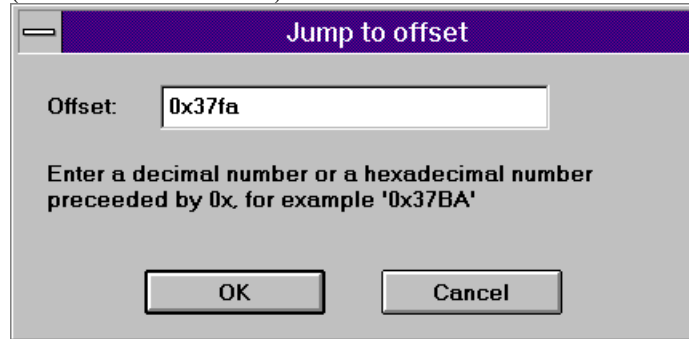 Jump to offset
Offset: 0x37fa
Enter a decimal number or a hexadecimal number
preceeded by 0x, for example '0x37BA'
OK Cancel